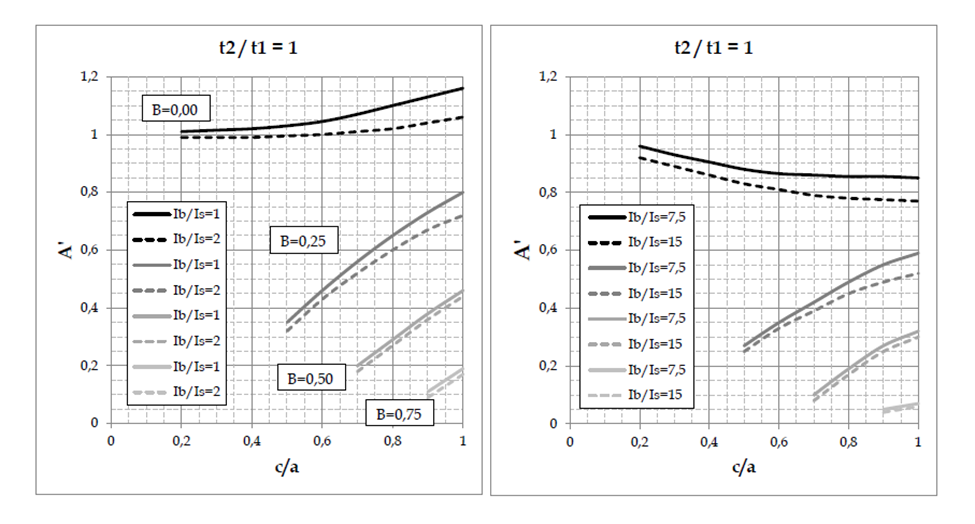 t2 / t1 = 1
1,2
1
0,8
0,6
0,4
0,2
0
A'
B=0,00
B=0,25
B=0,50
B=0,75
Ib/Is=1
Ib/Is=2
Ib/Is=1
Ib/Is=2
Ib/Is=1
Ib/Is=2
Ib/Is=1
Ib/Is=2
0 0,2 0,4 0,6 0,8 1
c/a
t2 / t1 = 1
1,2
1
0,8
0,6
0,4
0,2
0
A'
Ib/Is=7,5
Ib/Is=15
Ib/Is=7,5
Ib/Is=15
Ib/Is=7,5
Ib/Is=15
Ib/Is=7,5
Ib/Is=15
0 0,2 0,4 0,6 0,8 1
c/a